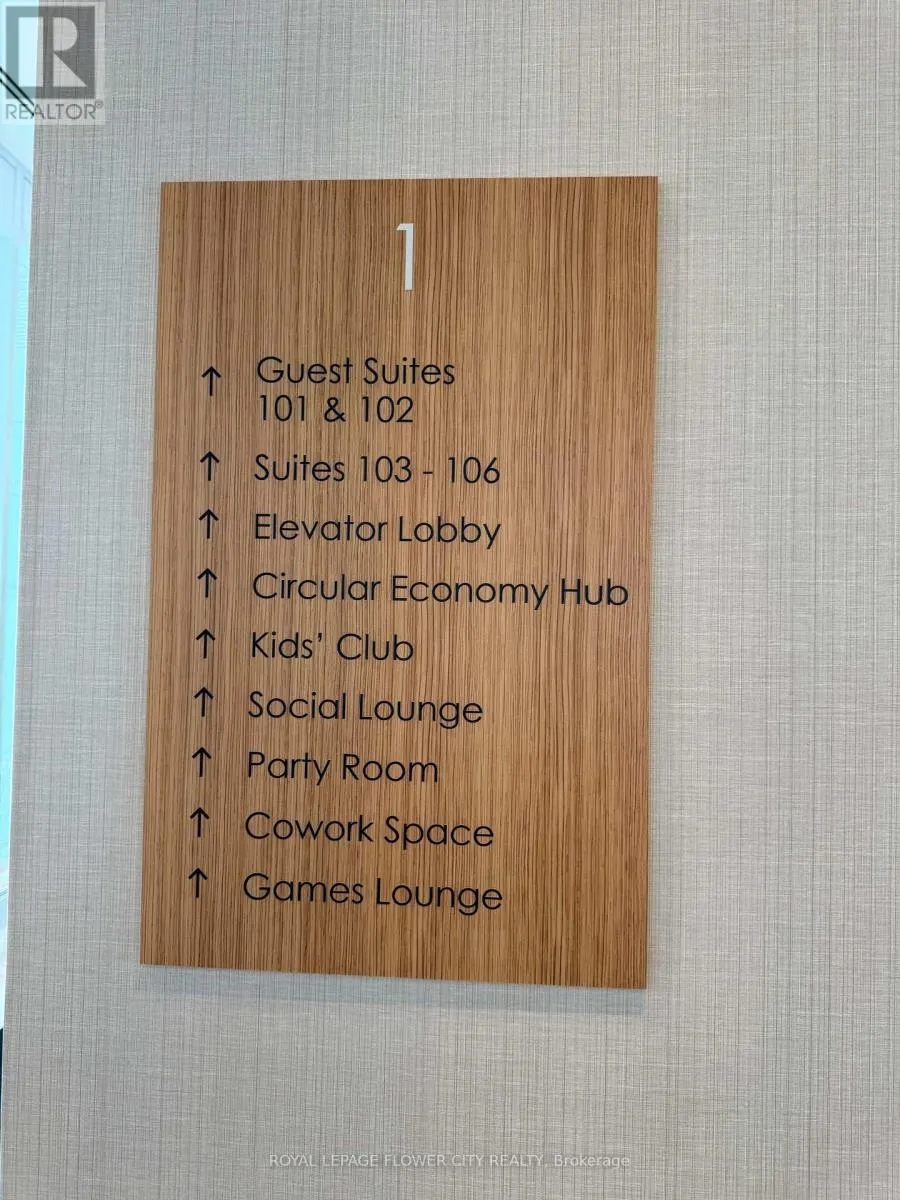 REALTOR®
1
↑ Guest Suites
101 & 102
↑ Suites 103 - 106
↑ Elevator Lobby
↑ Circular Economy Hub
↑ Kids' Club
↑ Social Lounge
↑ Party Room
↑ Cowork Space
↑ Games Lounge
ROYAL LEPAGE FLOWER CITY REALTY, Brokerage